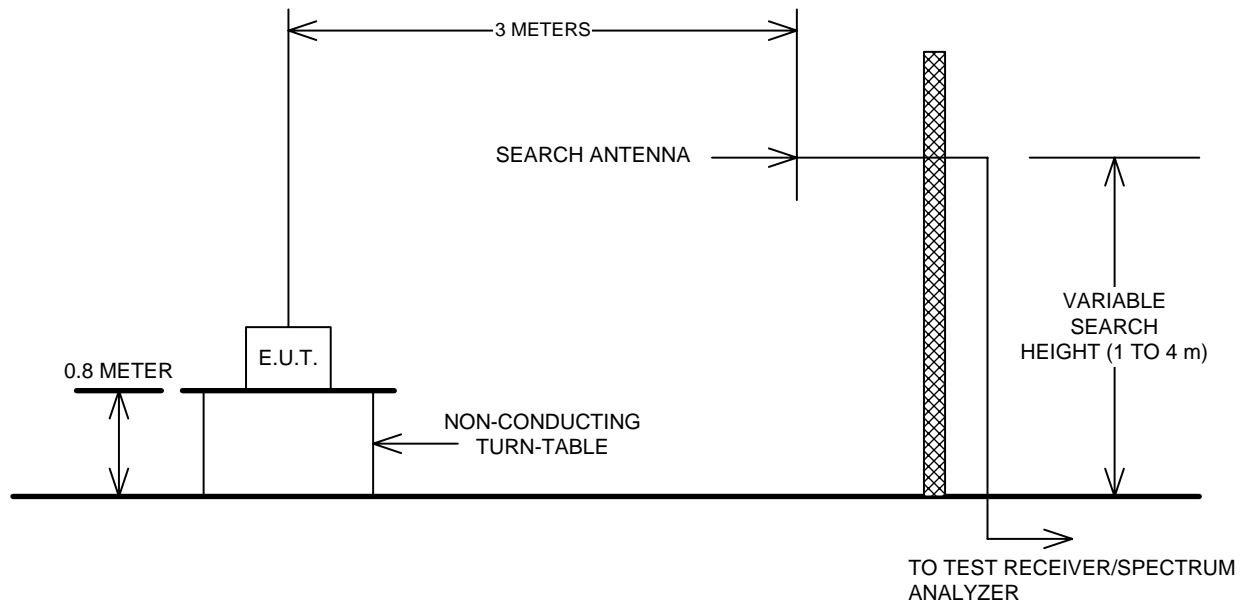 3 METERS
SEARCH ANTENNA
VARIABLE
SEARCH
HEIGHT (1 TO 4 m)
E.U.T.
0.8 METER
NON-CONDUCTING
TURN-TABLE
TO TEST RECEIVER/SPECTRUM
ANALYZER